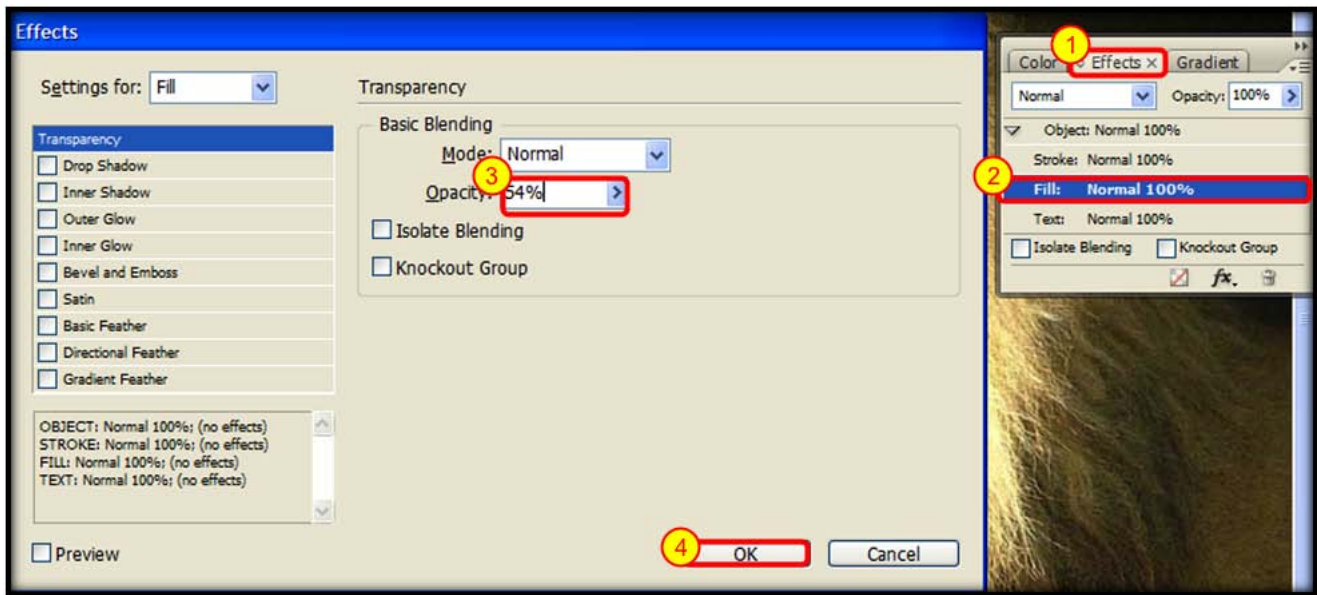 Effects
Settings for: Fill
Transparency
Drop Shadow
Inner Shadow
Outer Glow
Inner Glow
Bevel and Emboss
Satin
Basic Feather
Directional Feather
Gradient Feather
OBJECT: Normal 100%; (no effects)
STROKE: Normal 100%; (no effects)
FILL: Normal 100%; (no effects)
TEXT: Normal 100%; (no effects)
Preview
Transparency
Basic Blending
Mode: Normal
3
Opacity: 54%
Isolate Blending
Knockout Group
4
OK Cancel
1
Color Effects × Gradient
Normal Opacity: 100%
Object: Normal 100%
Stroke: Normal 100%
2
Fill: Normal 100%
Text: Normal 100%
Isolate Blending Knockout Group
fx.